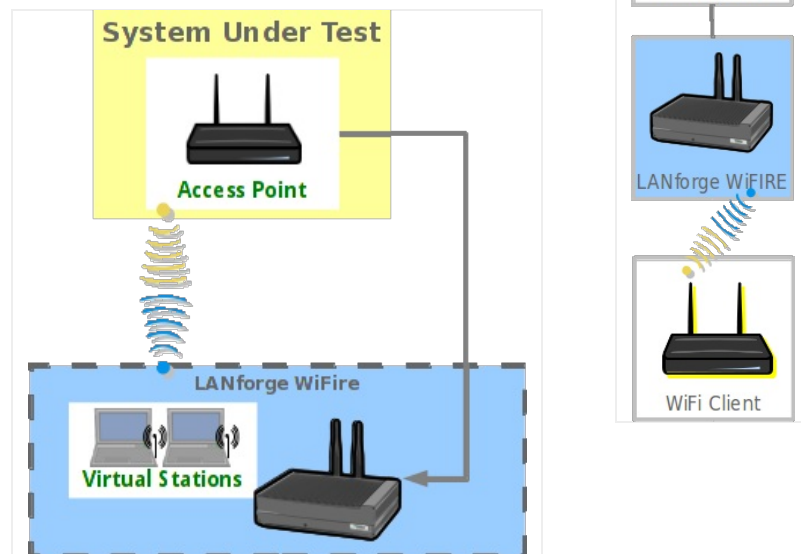 System Under Test
Access Point
LANforge WiFire
Virtual Stations
LANforge WiFIRE
WiFi Client